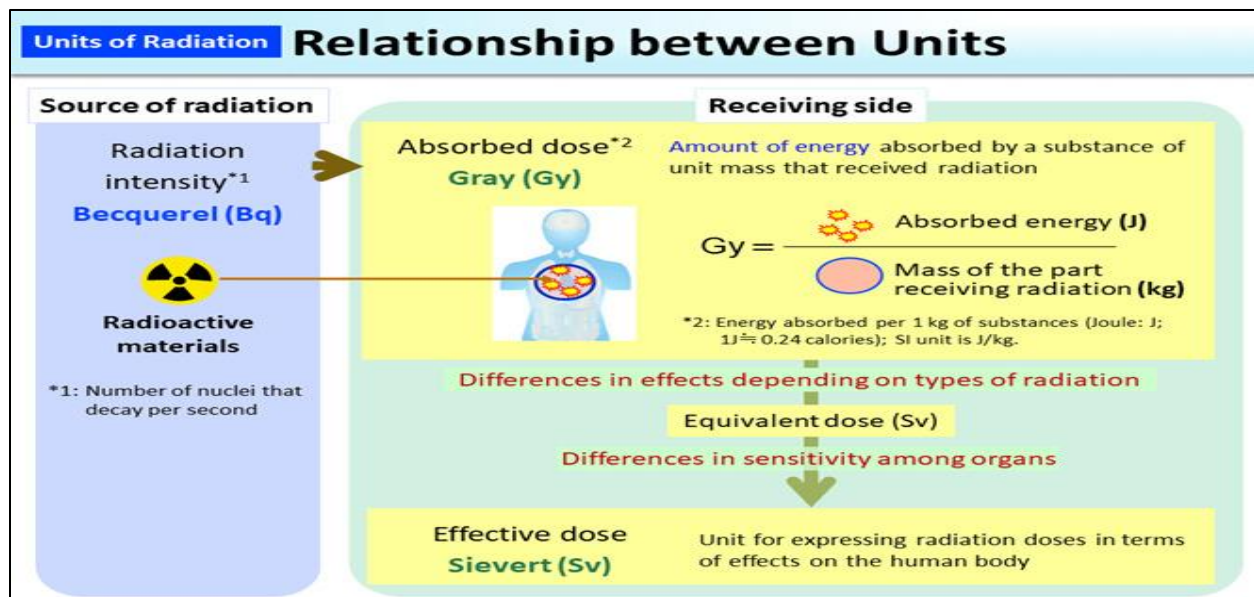 Units of Radiation Relationship between Units
Source of radiation
Radiation
intensity*1
Becquerel (Bq)
Radioactive
materials
*1: Number of nuclei that
decay per second
Receiving side
Absorbed dose*2
Gray (Gy)
Amount of energy absorbed by a substance of
unit mass that received radiation
Gy = Absorbed energy (J)
Mass of the part
receiving radiation (kg)
*2: Energy absorbed per 1 kg of substances (Joule: J;
1J≒0.24 calories); SI unit is J/kg.
Differences in effects depending on types of radiation
Equivalent dose (Sv)
Differences in sensitivity among organs
Effective dose
Sievert (Sv)
Unit for expressing radiation doses in terms
of effects on the human body